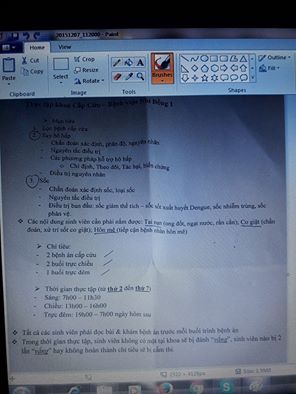 20151207_112000 - Paint
Home View
Cut
Copy
Paste
Clipboard
Crop
Resize
Rotate
Select
Image
Tools
Brushes
Shapes
Outline
Fill
Thực tập khoa Cấp Cứu – Bệnh viện Nhi Đồng 1
➢ Mục tiêu
1. Lọc bệnh cấp cứu
2. Suy hô hấp
- Chẩn đoán xác định, phân độ, nguyên nhân
- Nguyên tắc điều trị
- Các phương pháp hỗ trợ hô hấp
Chỉ định, Theo dõi, Tác hại, biến chứng
- Điều trị nguyên nhân
3. Sốc
- Chẩn đoán xác định sốc, loại sốc
- Nguyên tắc điều trị
- Điều trị ban đầu: sốc giảm thể tích – sốc sốt xuất huyết Dengue, sốc nhiễm trùng, sốc
phản vệ
❖ Các nội dung sinh viên cần phải nắm được: Tai nạn (ong đốt, ngạt nước, rắn cắn); Co giật (chẩn
đoán, xử trí sốt co giật); Hôn mê (tiếp cận bệnh nhân hôn mê)
➢ Chỉ tiêu:
- 2 bệnh án cấp cứu
- 2 buổi trực chiều
- 1 buổi trực đêm
➢ Thời gian thực tập (từ thứ 2 đến thứ 7)
- Sáng: 7h00 – 11h30
- Chiều: 13h00 – 16h00
- Trực đêm: 19h00 – 7h00 ngày hôm sau
❖ Tất cả các sinh viên phải đọc bài & khám bệnh án trước mỗi buổi trình bệnh án
❖ Trong thời gian thực tập, sinh viên không có mặt tại khoa sẽ bị đánh "vắng", sinh viên nào bị 2
lần "vắng" hay không hoàn thành chỉ tiêu sẽ bị cấm thi.